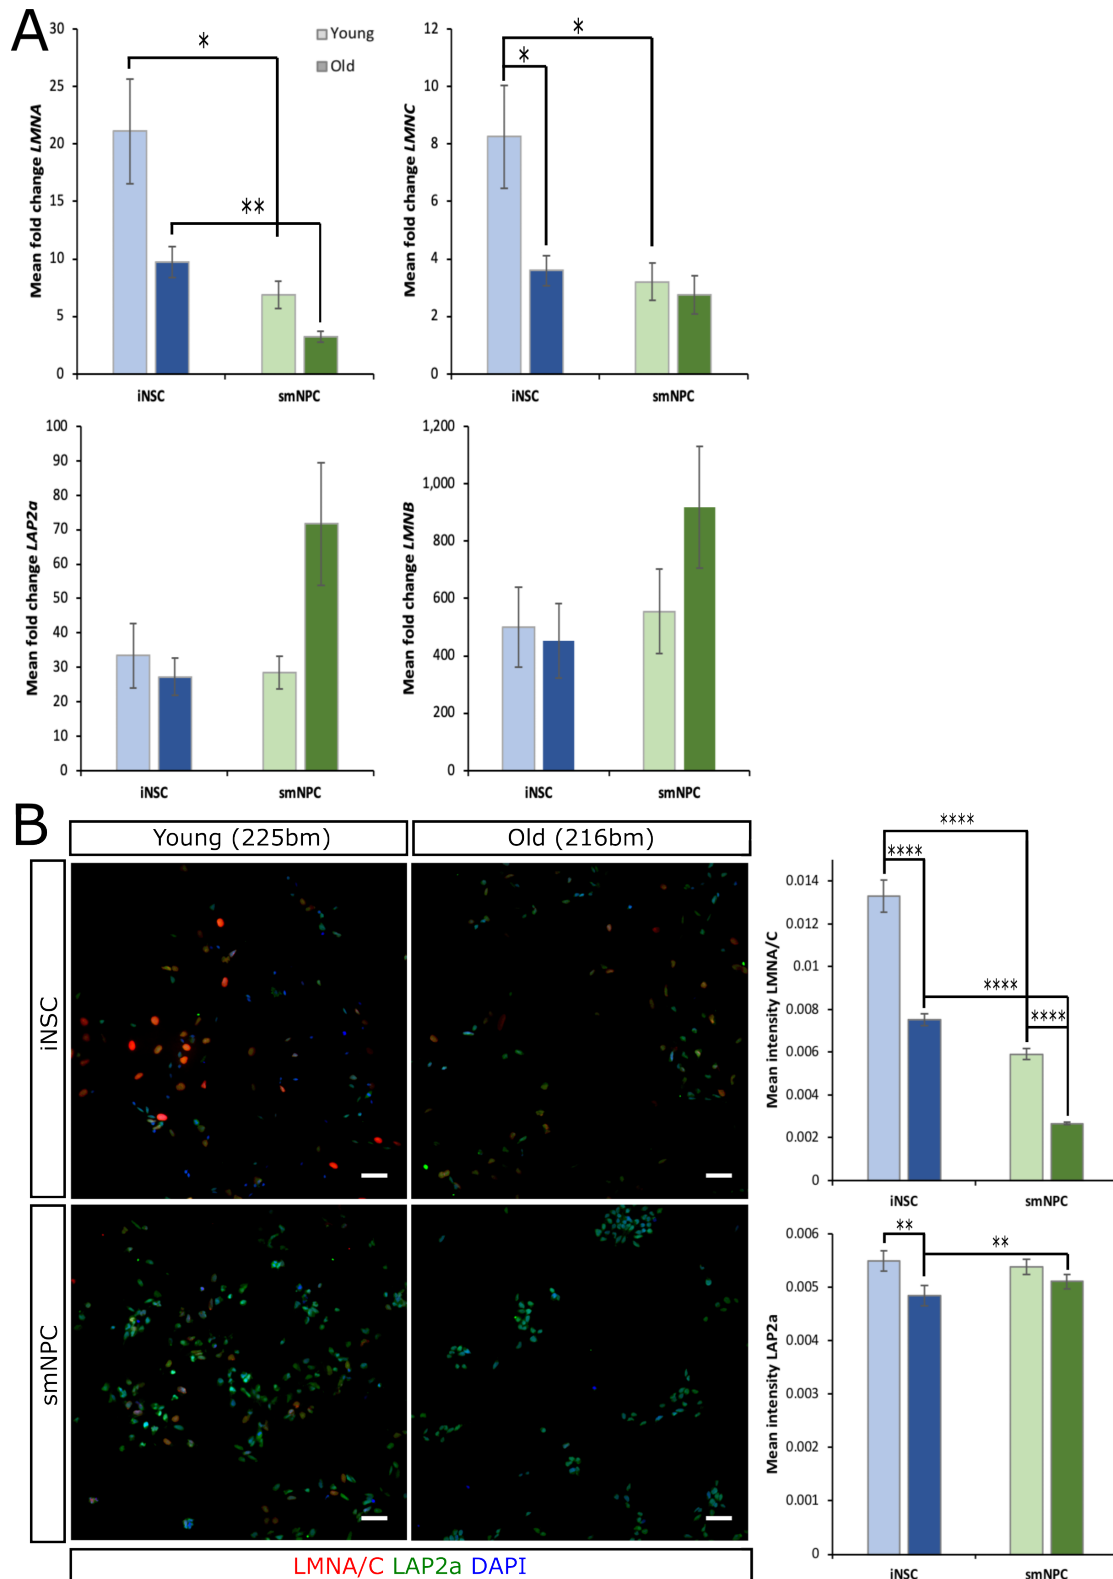 A
Young
Old
Mean fold change LMNA
30
25
20
15
10
5
0
*
**
iNSC smNPC
Mean fold change LMNC
12
10
8
6
4
2
0
*
*
iNSC smNPC
Mean fold change LAP2α
100
90
80
70
60
50
40
30
20
10
0
iNSC smNPC
Mean fold change LMNB
1,200
1,000
800
600
400
200
0
iNSC smNPC
B
Young (225bm)
Old (216bm)
iNSC
smNPC
LMNA/C LAP2a DAPI
Mean intensity LMNA/C
0.014
0.012
0.01
0.008
0.006
0.004
0.002
0
****
****
****
****
iNSC smNPC
Mean intensity LAP2a
0.006
0.005
0.004
0.003
0.002
0.001
0
**
**
iNSC smNPC